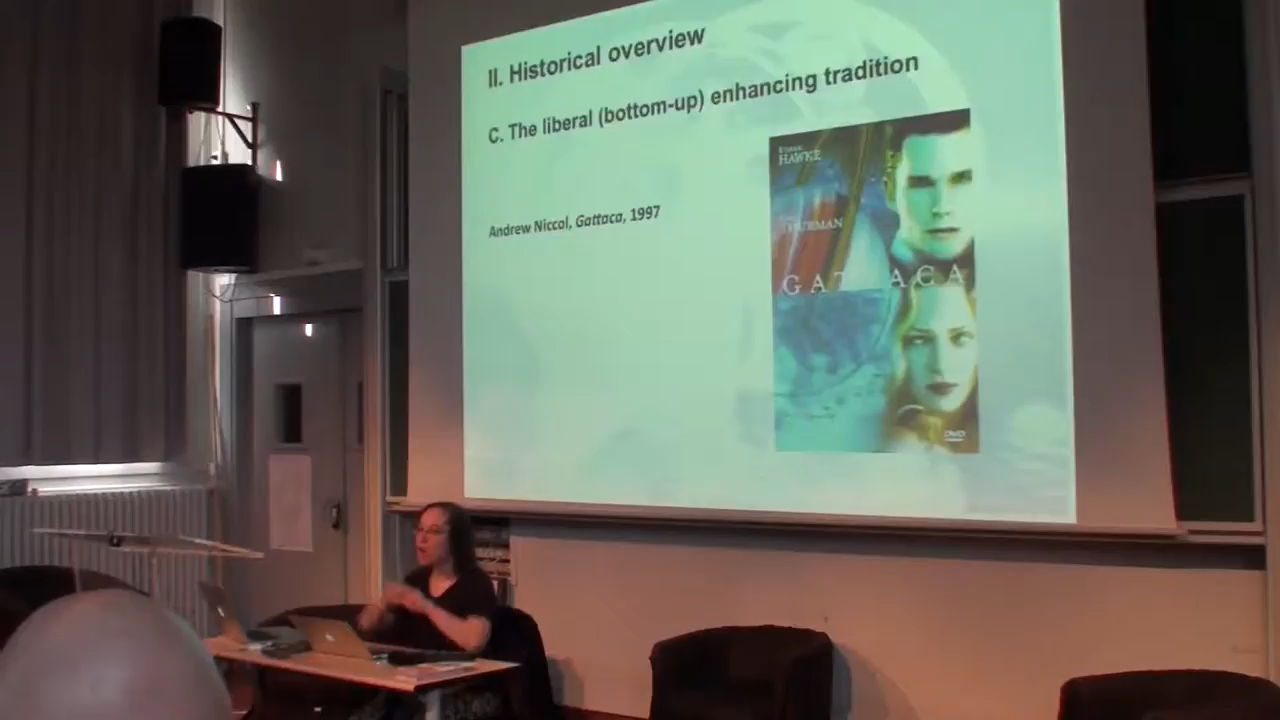 II. Historical overview
C. The liberal (bottom-up) enhancing tradition
Andrew Niccol, Gattaca, 1997
HAWKE
THURMAN
GATTACA
DVD